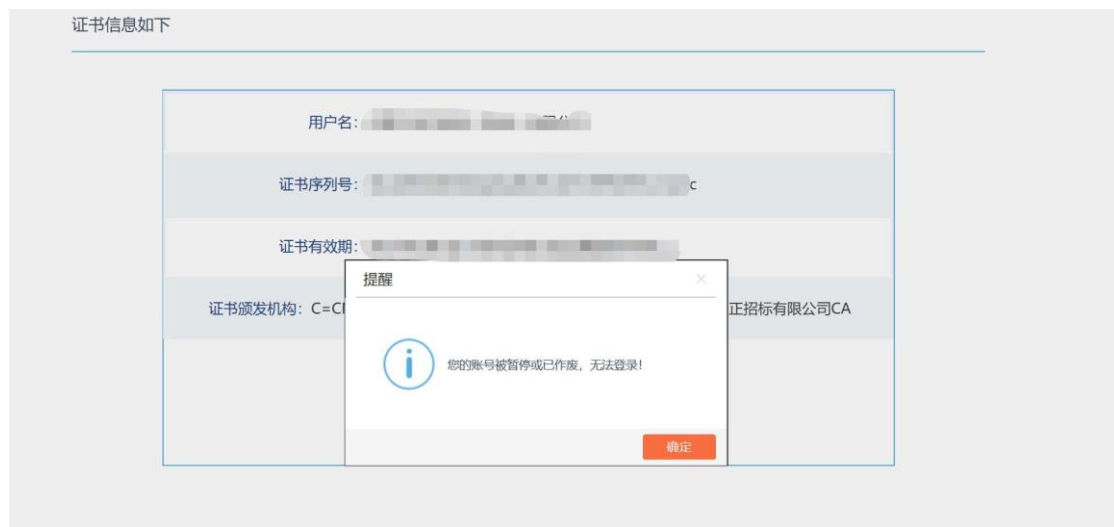 证书信息如下
用户名：
证书序列号： c
证书有效期：
提醒
证书颁发机构：C=C 正招标有限公司CA
您的账号被暂停或已作废，无法登录！
确定